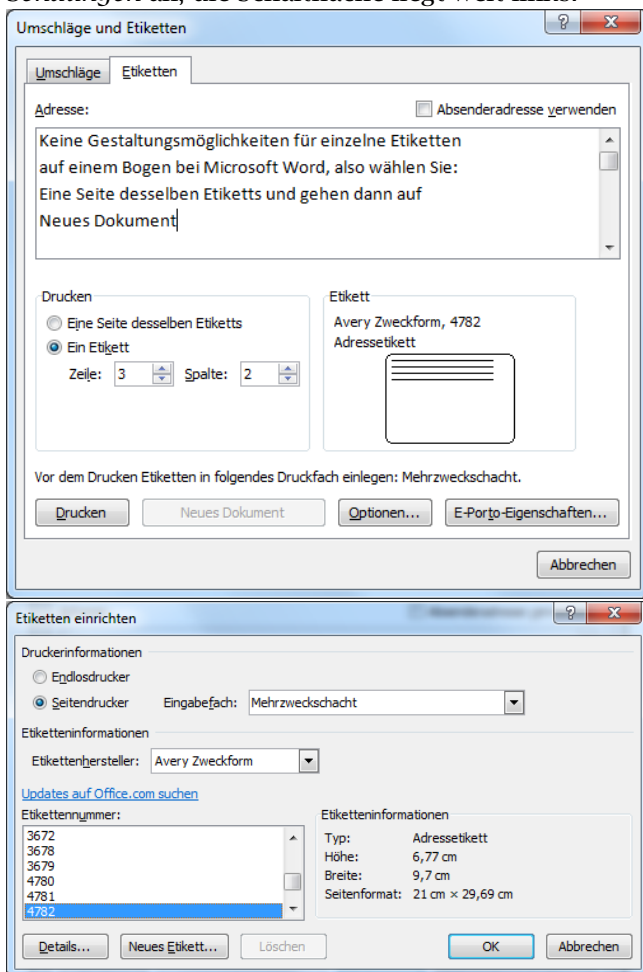 Umschläge und Etiketten
Umschläge Etiketten
Adresse: Absenderadresse verwenden
Keine Gestaltungsmöglichkeiten für einzelne Etiketten
auf einem Bogen bei Microsoft Word, also wählen Sie:
Eine Seite desselben Etiketts und gehen dann auf
Neues Dokument
Drucken Etikett
Eine Seite desselben Etiketts Avery Zweckform, 4782
Ein Etikett Adressetikett
Zeile: 3 Spalte: 2
Vor dem Drucken Etiketten in folgendes Druckfach einlegen: Mehrzweckschacht.
Drucken Neues Dokument Optionen... E-Porto-Eigenschaften...
Abbrechen
Etiketten einrichten
Druckerinformationen
Endlosdrucker
Seitendrucker Eingabefach: Mehrzweckschacht
Etiketteninformationen
Etikettenhersteller: Avery Zweckform
Updates auf Office.com suchen
Etikettennummer: Etiketteninformationen
3672 Typ: Adressetikett
3678 Höhe: 6,77 cm
3679 Breite: 9,7 cm
4780 Seitenformat: 21 cm × 29,69 cm
4781
4782
Details... Neues Etikett... Löschen OK Abbrechen